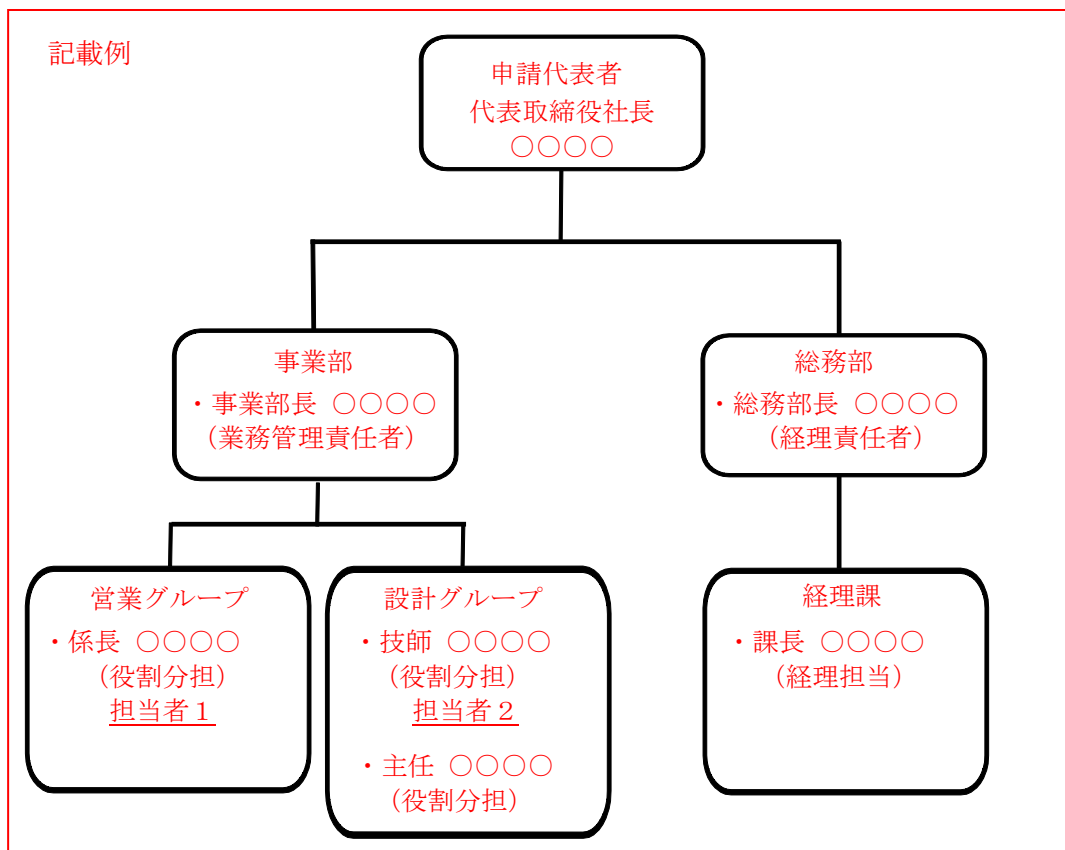 記載例
申請代表者
代表取締役社長
○○○○
事業部
・事業部長 ○○○○
（業務管理責任者）
総務部
・総務部長 ○○○○
（経理責任者）
営業グループ
・係長 ○○○○
（役割分担）
担当者１
設計グループ
・技師 ○○○○
（役割分担）
担当者２
・主任 ○○○○
（役割分担）
経理課
・課長 ○○○○
（経理担当）